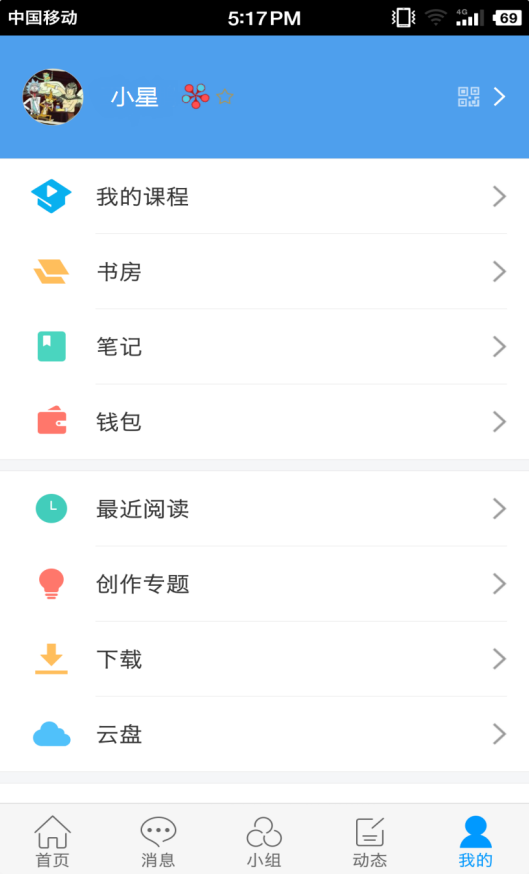 中国移动 5:17PM 4G 69
小星
我的课程
书房
笔记
钱包
最近阅读
创作专题
下载
云盘
首页 消息 小组 动态 我的